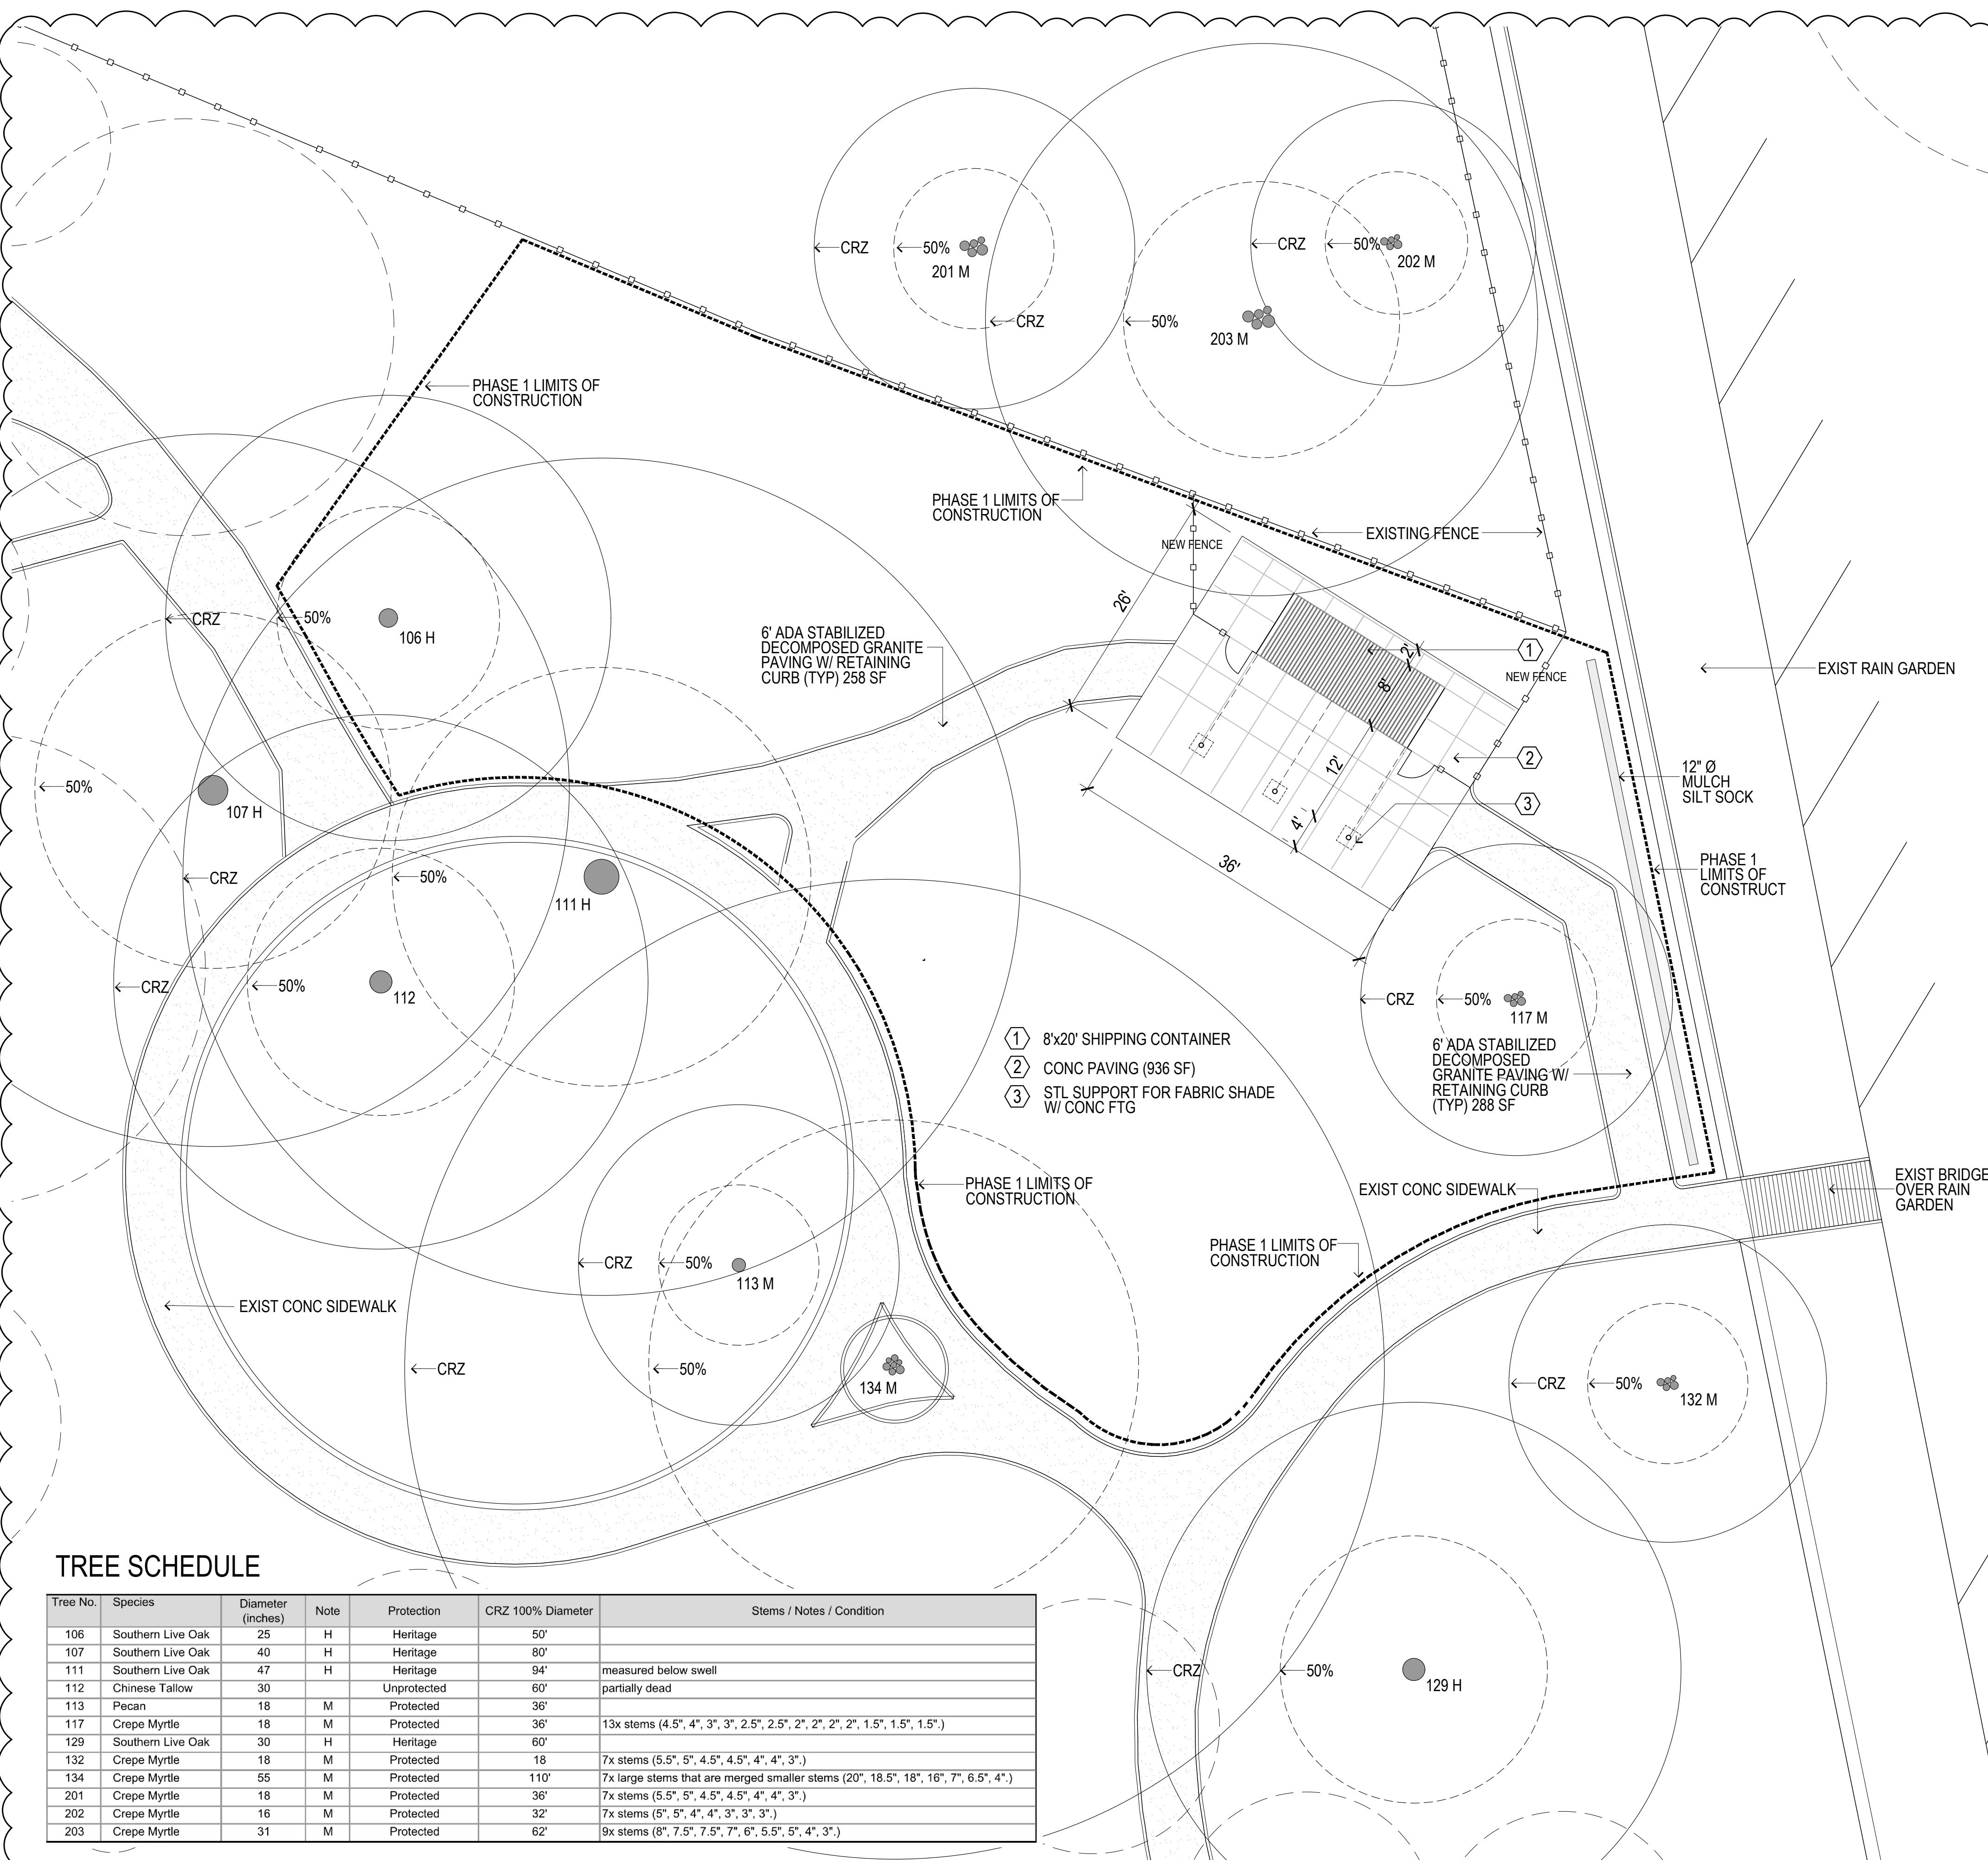 CRZ
50%
201 M
CRZ
50%
202 M
CRZ
50%
203 M
PHASE 1 LIMITS OF
CONSTRUCTION
PHASE 1 LIMITS OF
CONSTRUCTION
EXISTING FENCE
NEW FENCE
26'
CRZ
50%
106 H
6' ADA STABILIZED
DECOMPOSED GRANITE
PAVING W/ RETAINING
CURB (TYP) 258 SF
2'
1
8'
NEW FENCE
EXIST RAIN GARDEN
2
12'
3
4'
36'
12" Ø
MULCH
SILT SOCK
50%
107 H
PHASE 1
LIMITS OF
CONSTRUCT
CRZ
50%
111 H
CRZ
50%
112
CRZ
50%
117 M
1 8'x20' SHIPPING CONTAINER
2 CONC PAVING (936 SF)
3 STL SUPPORT FOR FABRIC SHADE
W/ CONC FTG
6' ADA STABILIZED
DECOMPOSED
GRANITE PAVING W/
RETAINING CURB
(TYP) 288 SF
PHASE 1 LIMITS OF
CONSTRUCTION
EXIST CONC SIDEWALK
EXIST BRIDGE
OVER RAIN
GARDEN
PHASE 1 LIMITS OF
CONSTRUCTION
CRZ
50%
113 M
EXIST CONC SIDEWALK
CRZ
50%
134 M
CRZ
50%
132 M
CRZ
50%
129 H
TREE SCHEDULE
Tree No. Species Diameter (inches) Note Protection CRZ 100% Diameter Stems / Notes / Condition
106 Southern Live Oak 25 H Heritage 50'
107 Southern Live Oak 40 H Heritage 80'
111 Southern Live Oak 47 H Heritage 94' measured below swell
112 Chinese Tallow 30 Unprotected 60' partially dead
113 Pecan 18 M Protected 36'
117 Crepe Myrtle 18 M Protected 36' 13x stems (4.5", 4", 3", 3", 2.5", 2.5", 2", 2", 2", 2", 1.5", 1.5", 1.5".)
129 Southern Live Oak 30 H Heritage 60'
132 Crepe Myrtle 18 M Protected 18 7x stems (5.5", 5", 4.5", 4.5", 4", 4", 3".)
134 Crepe Myrtle 55 M Protected 110' 7x large stems that are merged smaller stems (20", 18.5", 18", 16", 7", 6.5", 4".)
201 Crepe Myrtle 18 M Protected 36' 7x stems (5.5", 5", 4.5", 4.5", 4", 4", 3".)
202 Crepe Myrtle 16 M Protected 32' 7x stems (5", 5", 4", 4", 3", 3", 3".)
203 Crepe Myrtle 31 M Protected 62' 9x stems (8", 7.5", 7.5", 7", 6", 5.5", 5", 4", 3".)